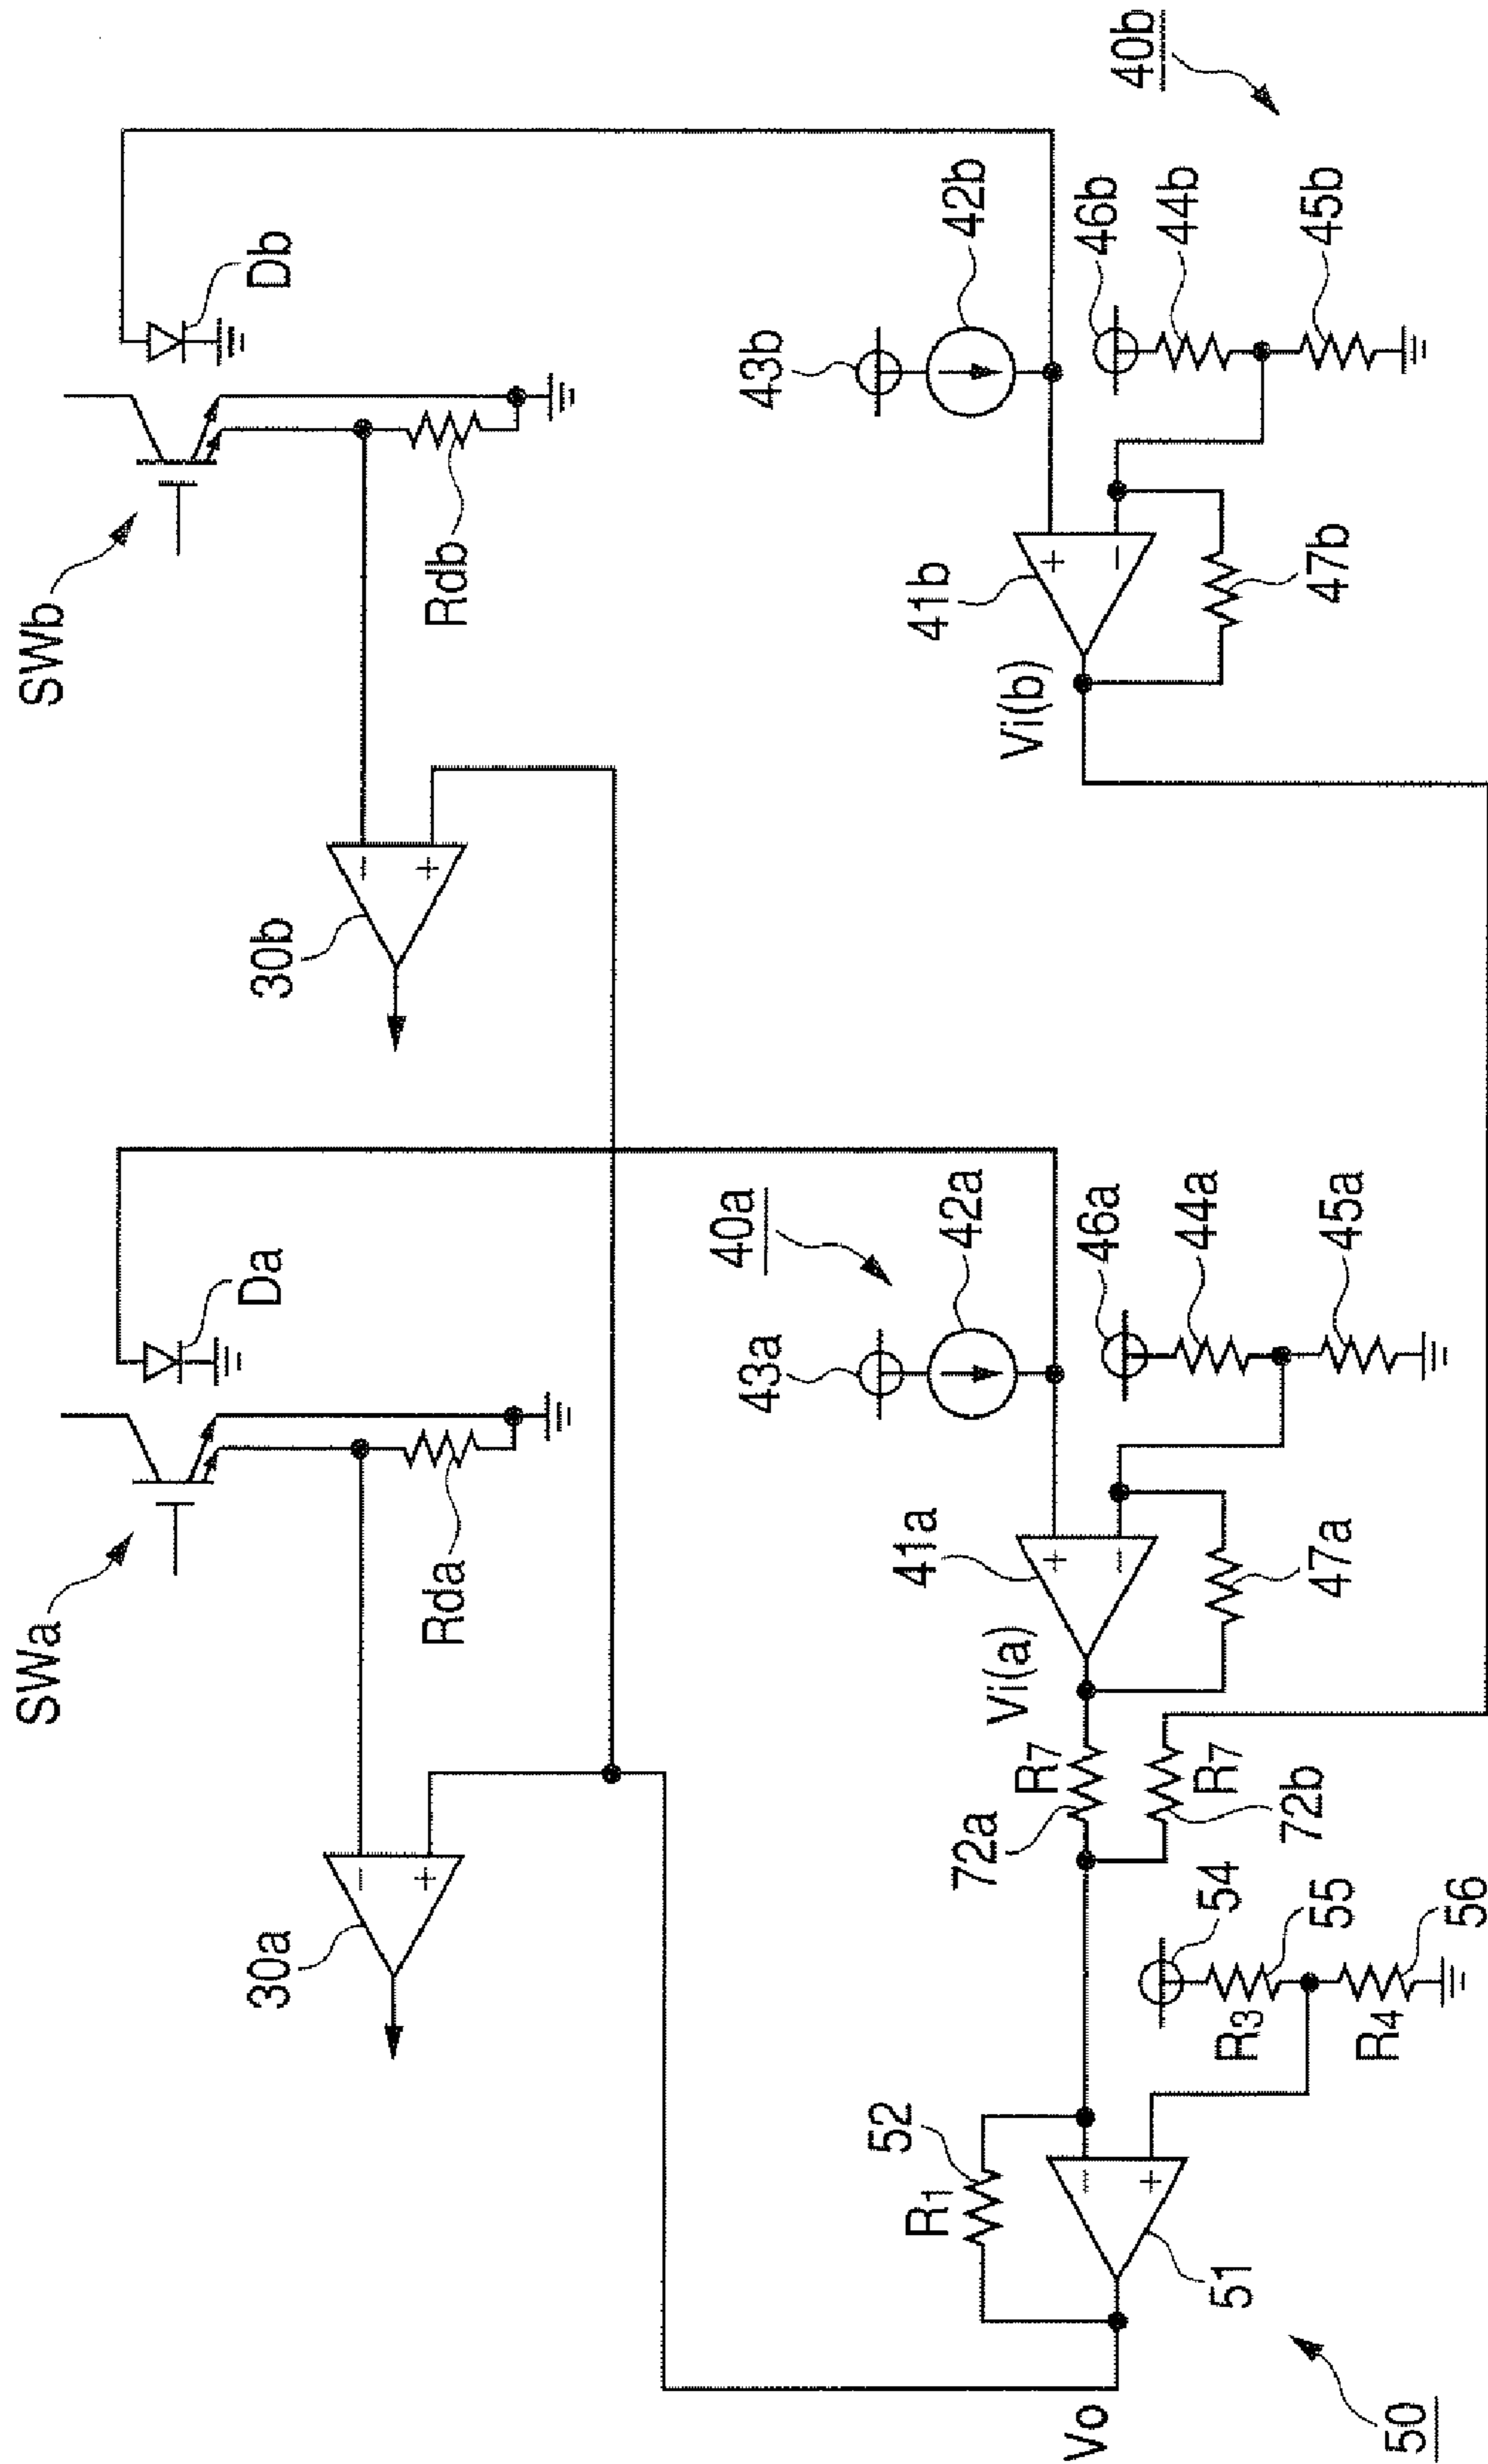 SWa
SWb
Da
Db
Rda
Rdb
30a
30b
40a
43a
42a
43b
42b
40b
41a
46a
44a
45a
47a
Vi(a)
41b
46b
44b
45b
47b
Vi(b)
R7
72a
R7
72b
52
R1
54
55
R3
56
R4
51
Vo
50
+
−
+
−
+
−
+
−
+
−